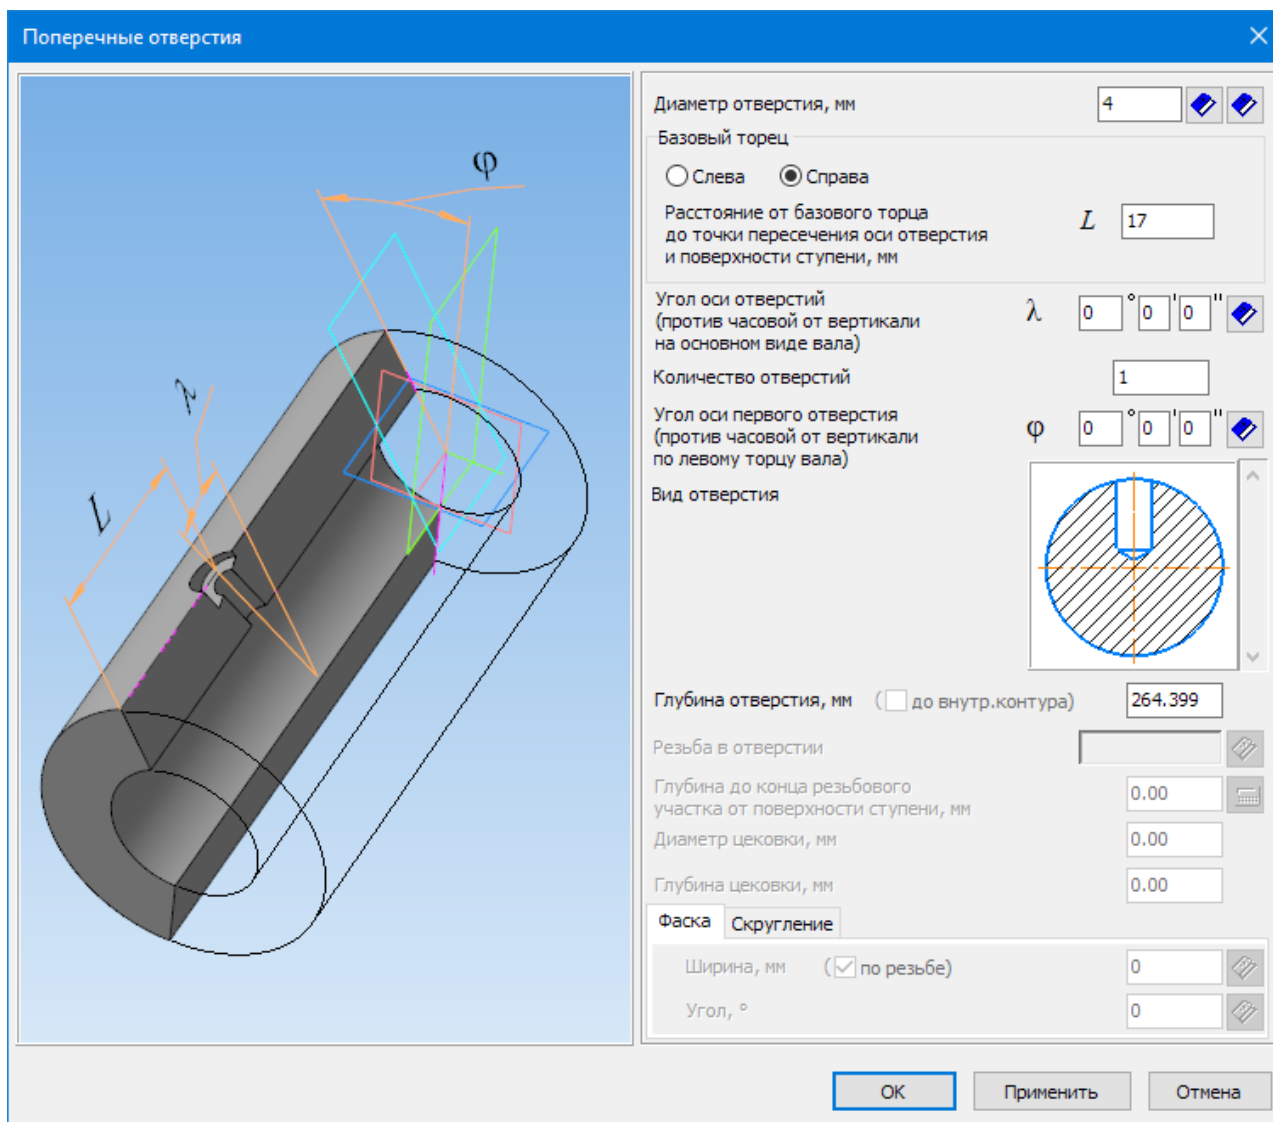 Поперечные отверстия
φ
λ
L
Диаметр отверстия, мм
4
Базовый торец
Слева
Справа
Расстояние от базового торца
до точки пересечения оси отверстия
и поверхности ступени, мм
L
17
Угол оси отверстий
(против часовой от вертикали
на основном виде вала)
λ
0 ° 0 ' 0 "
Количество отверстий
1
Угол оси первого отверстия
(против часовой от вертикали
по левому торцу вала)
φ
0 ° 0 ' 0 "
Вид отверстия
Глубина отверстия, мм
( до внутр.контура)
264.399
Резьба в отверстии
Глубина до конца резьбового
участка от поверхности ступени, мм
0.00
Диаметр цековки, мм
0.00
Глубина цековки, мм
0.00
Фаска
Скругление
Ширина, мм
( по резьбе)
0
Угол, °
0
ОК
Применить
Отмена